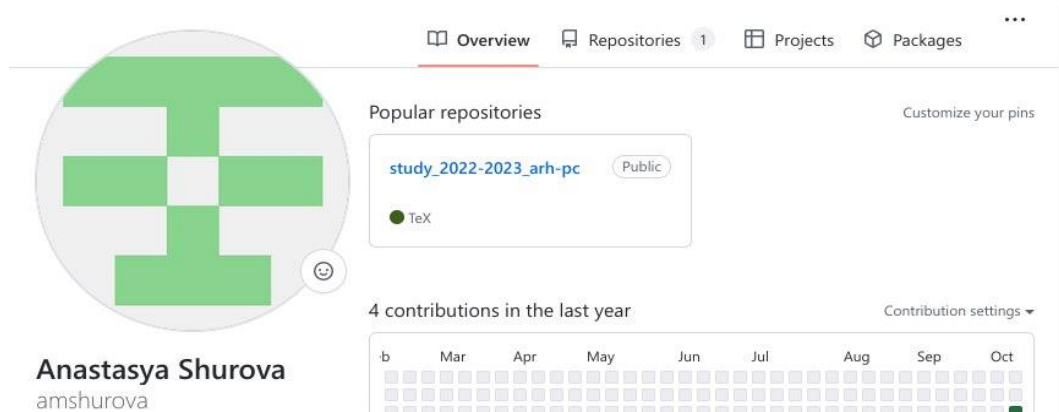 Overview Repositories 1 Projects Packages
Popular repositories Customize your pins
study_2022-2023_arh-pc Public
TeX
4 contributions in the last year Contribution settings
b Mar Apr May Jun Jul Aug Sep Oct
Anastasya Shurova
amshurova